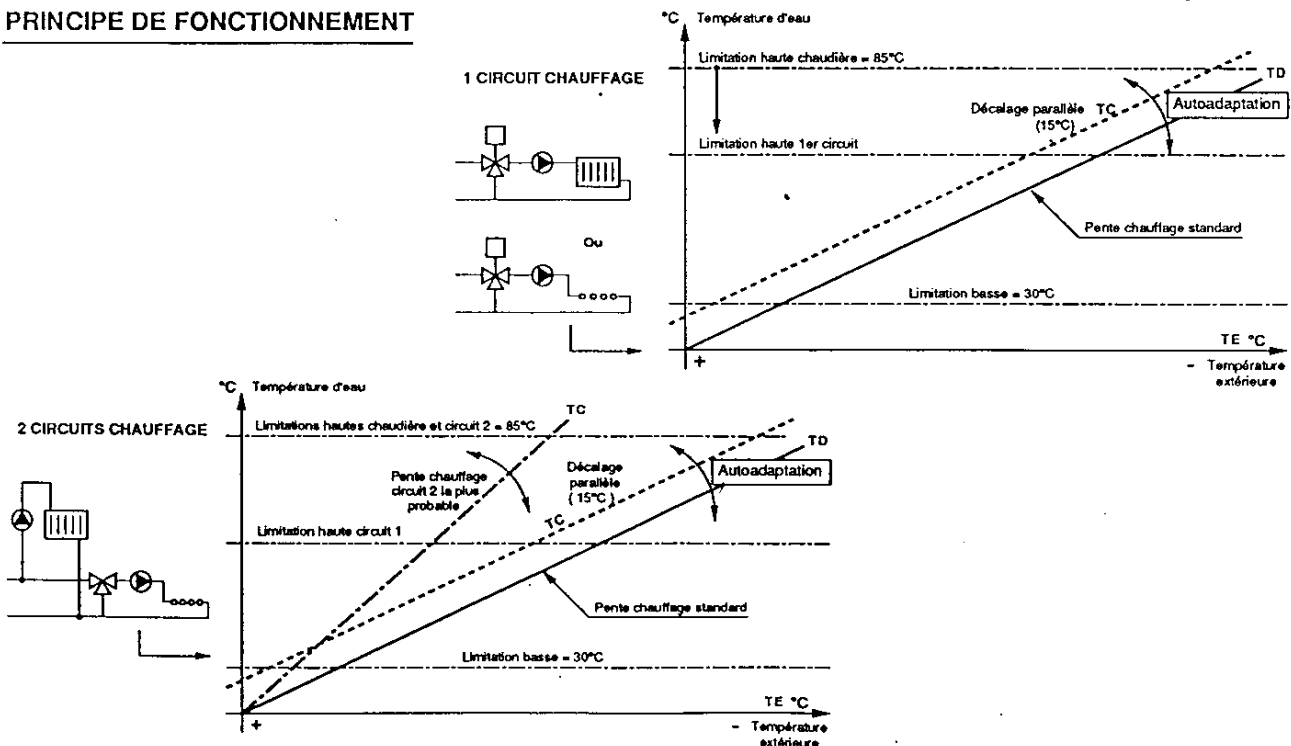 PRINCIPE DE FONCTIONNEMENT
1 CIRCUIT CHAUFFAGE
Ou
°C Température d'eau
Limitation haute chaudière = 85°C
TD
Autoadaptation
Décalage parallèle TC
(15°C)
Limitation haute 1er circuit
Pente chauffage standard
Limitation basse = 30°C
TE °C
+
- Température
extérieure
2 CIRCUITS CHAUFFAGE
°C Température d'eau
TC
Limitations hautes chaudière et circuit 2 = 85°C
TD
Autoadaptation
Pente chauffage
circuit 2 la plus
probable
Décalage
parallèle
(15°C)
TC
Limitation haute circuit 1
Pente chauffage standard
Limitation basse = 30°C
TE °C
+
- Température
extérieure